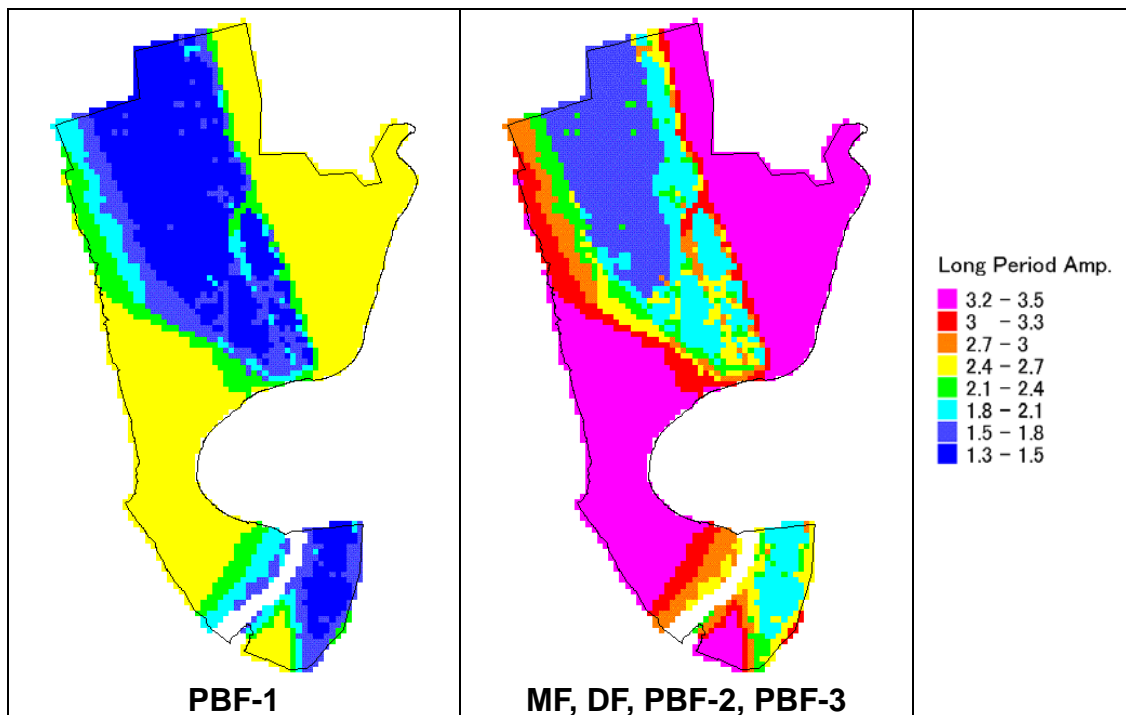 Long Period Amp.
3.2 - 3.5
3 - 3.3
2.7 - 3
2.4 - 2.7
2.1 - 2.4
1.8 - 2.1
1.5 - 1.8
1.3 - 1.5
PBF-1
MF, DF, PBF-2, PBF-3